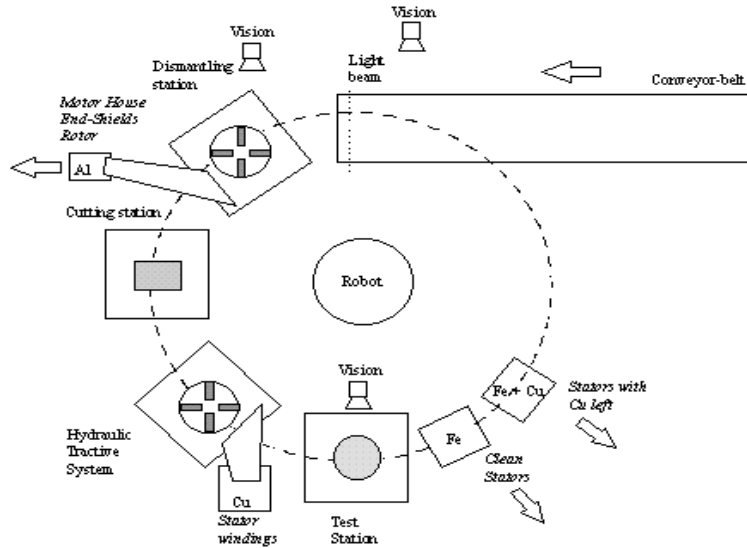 Vision
Vision
Dismantling
station
Light
beam
Conveyor-belt
Motor House
End-Shields
Rotor
Al
Cutting station
Robot
Vision
Fe + Cu
Stators with
Cu left
Fe
Hydraulic
Tractive
System
Clean
Stators
Cu
Stator
windings
Test
Station